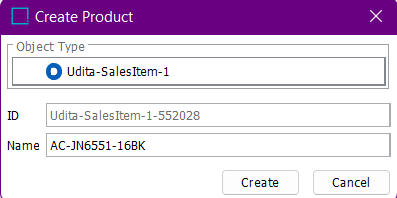 Create Product
Object Type
Udita-SalesItem-1
ID Udita-SalesItem-1-552028
Name AC-JN6551-16BK
Create Cancel